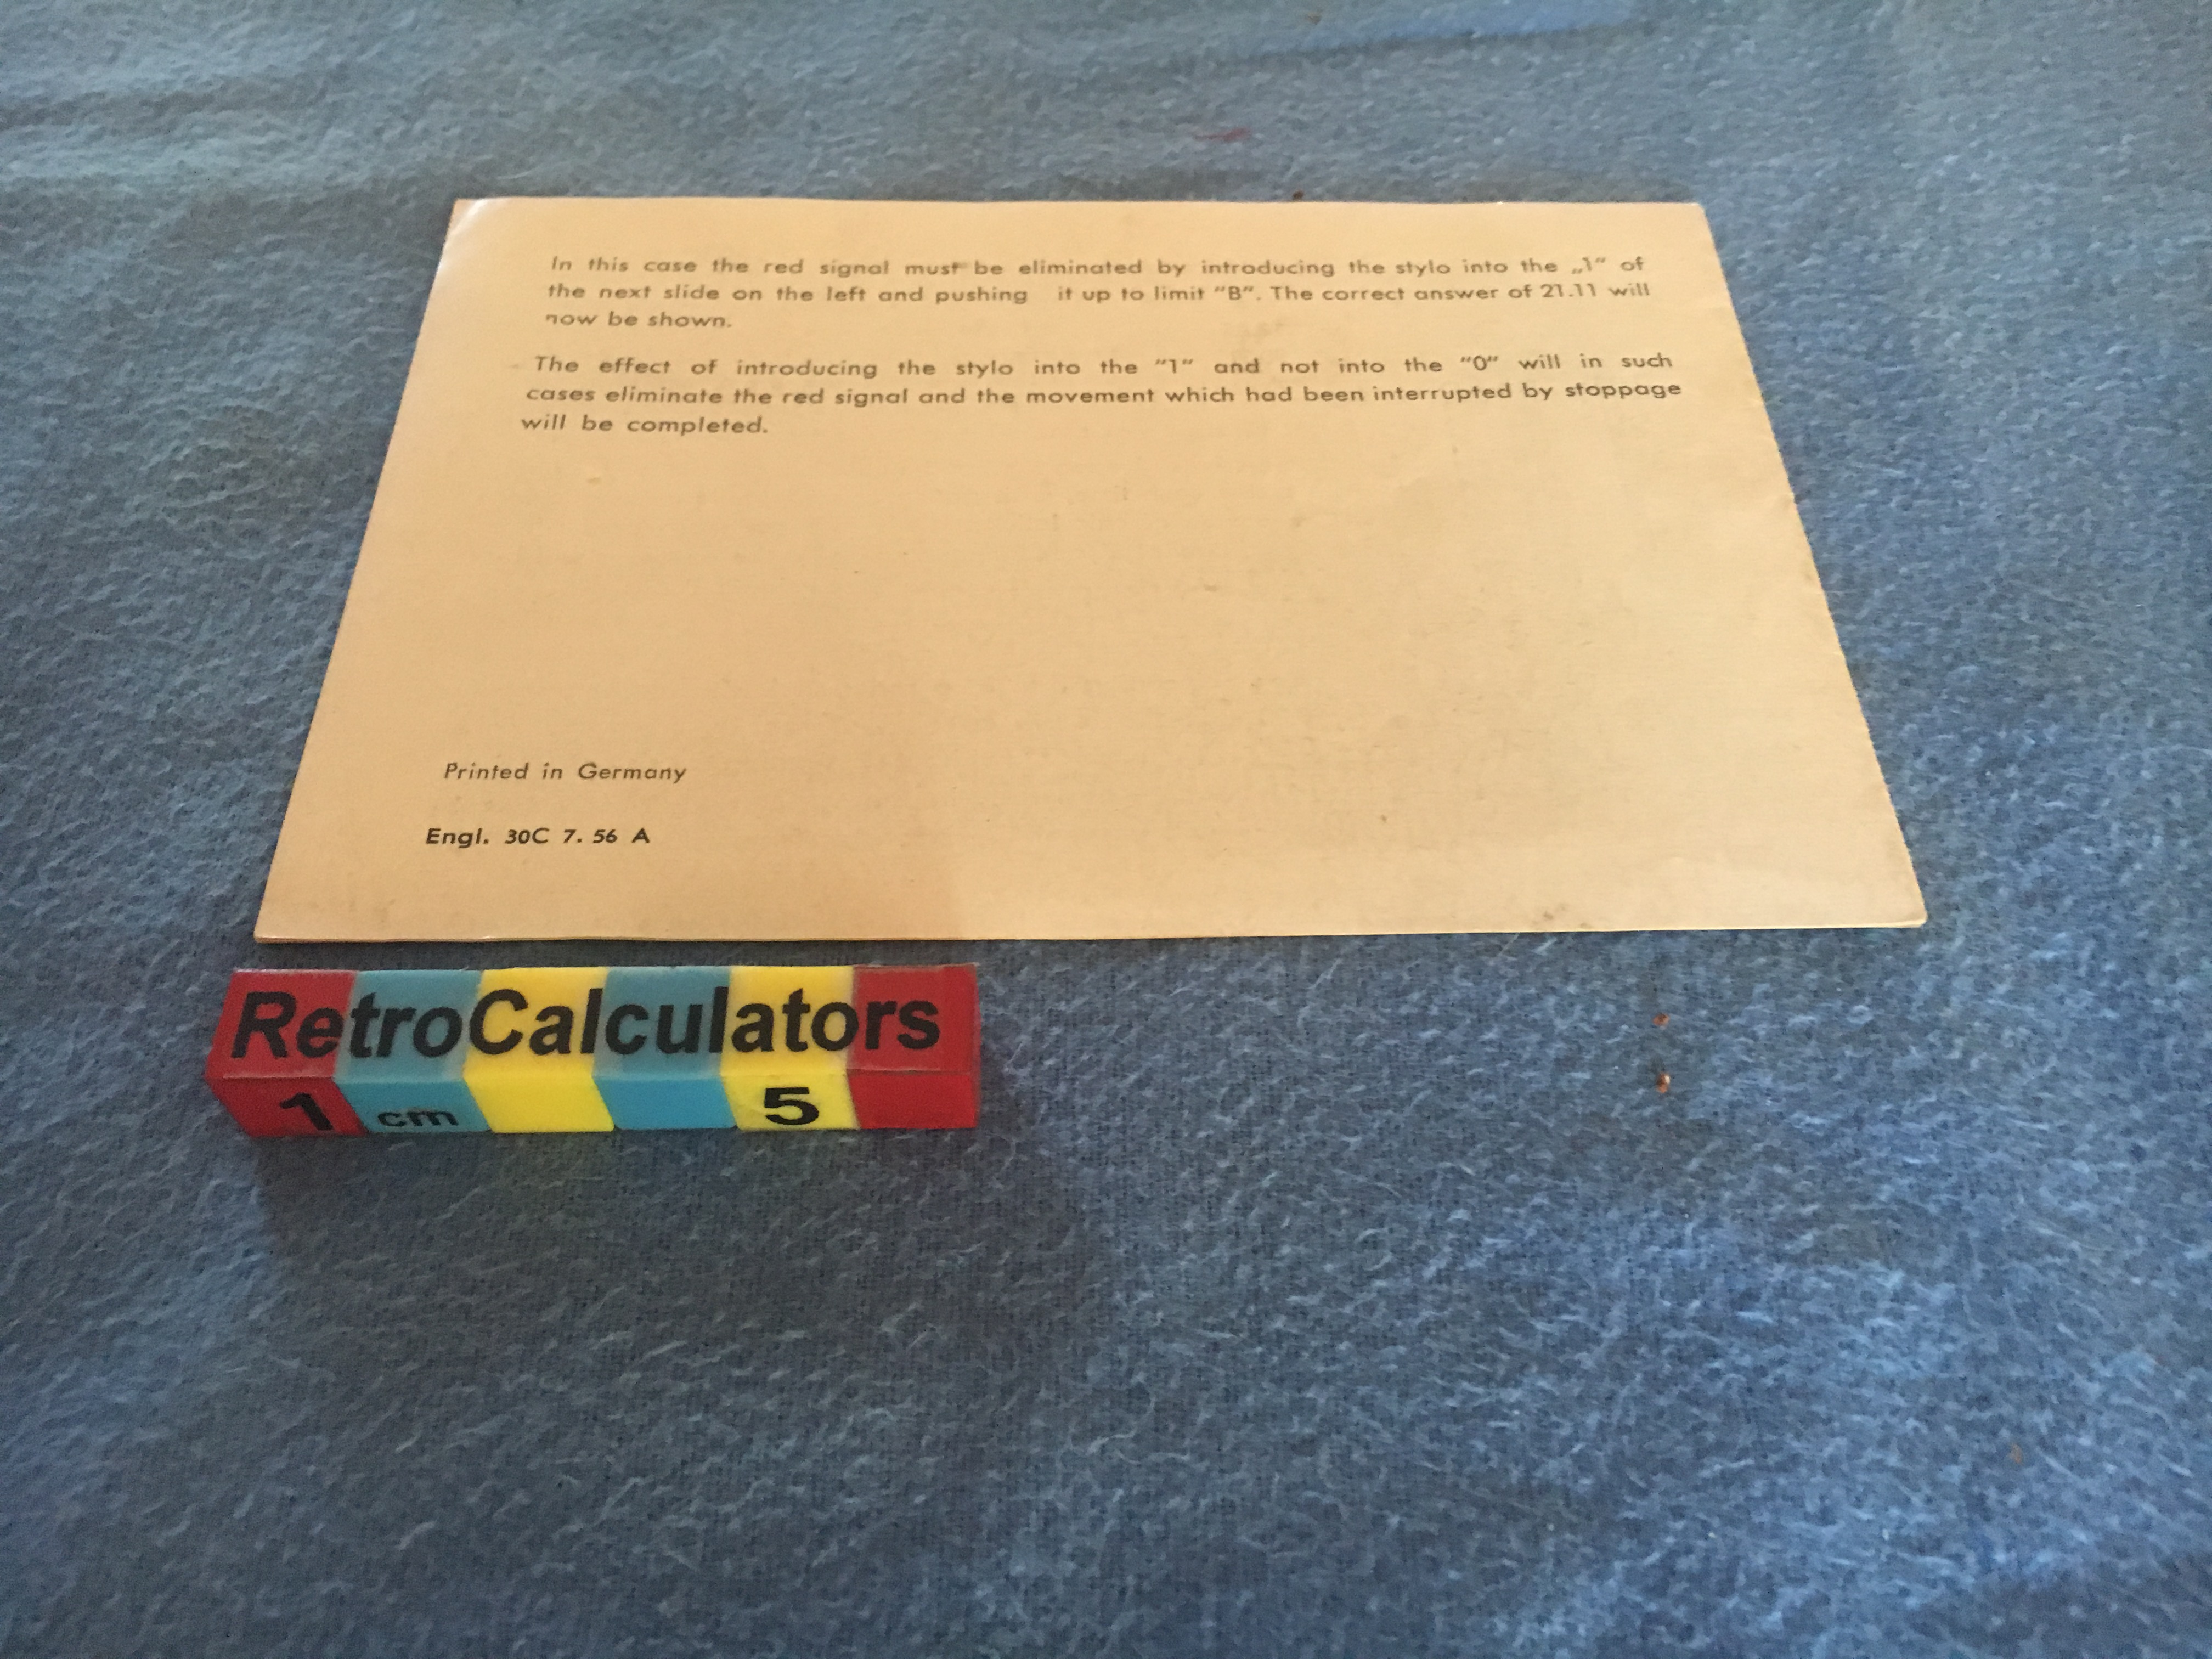 In this case the red signal must be eliminated by introducing the stylo into the „1“ of
the next slide on the left and pushing it up to limit “B”. The correct answer of 21.11 will
now be shown.
The effect of introducing the stylo into the “1” and not into the “0” will in such
cases eliminate the red signal and the movement which had been interrupted by stoppage
will be completed.
Printed in Germany
Engl. 30C 7. 56 A
RetroCalculators
1 cm 5